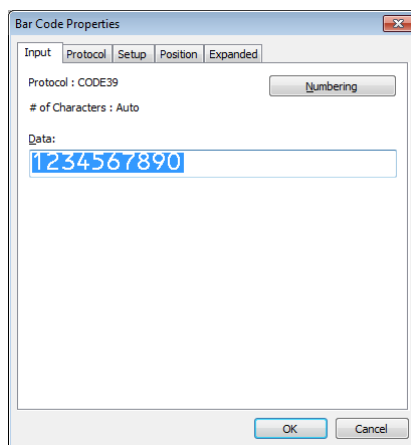 Bar Code Properties
Input Protocol Setup Position Expanded
Protocol : CODE39
Numbering
# of Characters : Auto
Data:
1234567890
OK Cancel